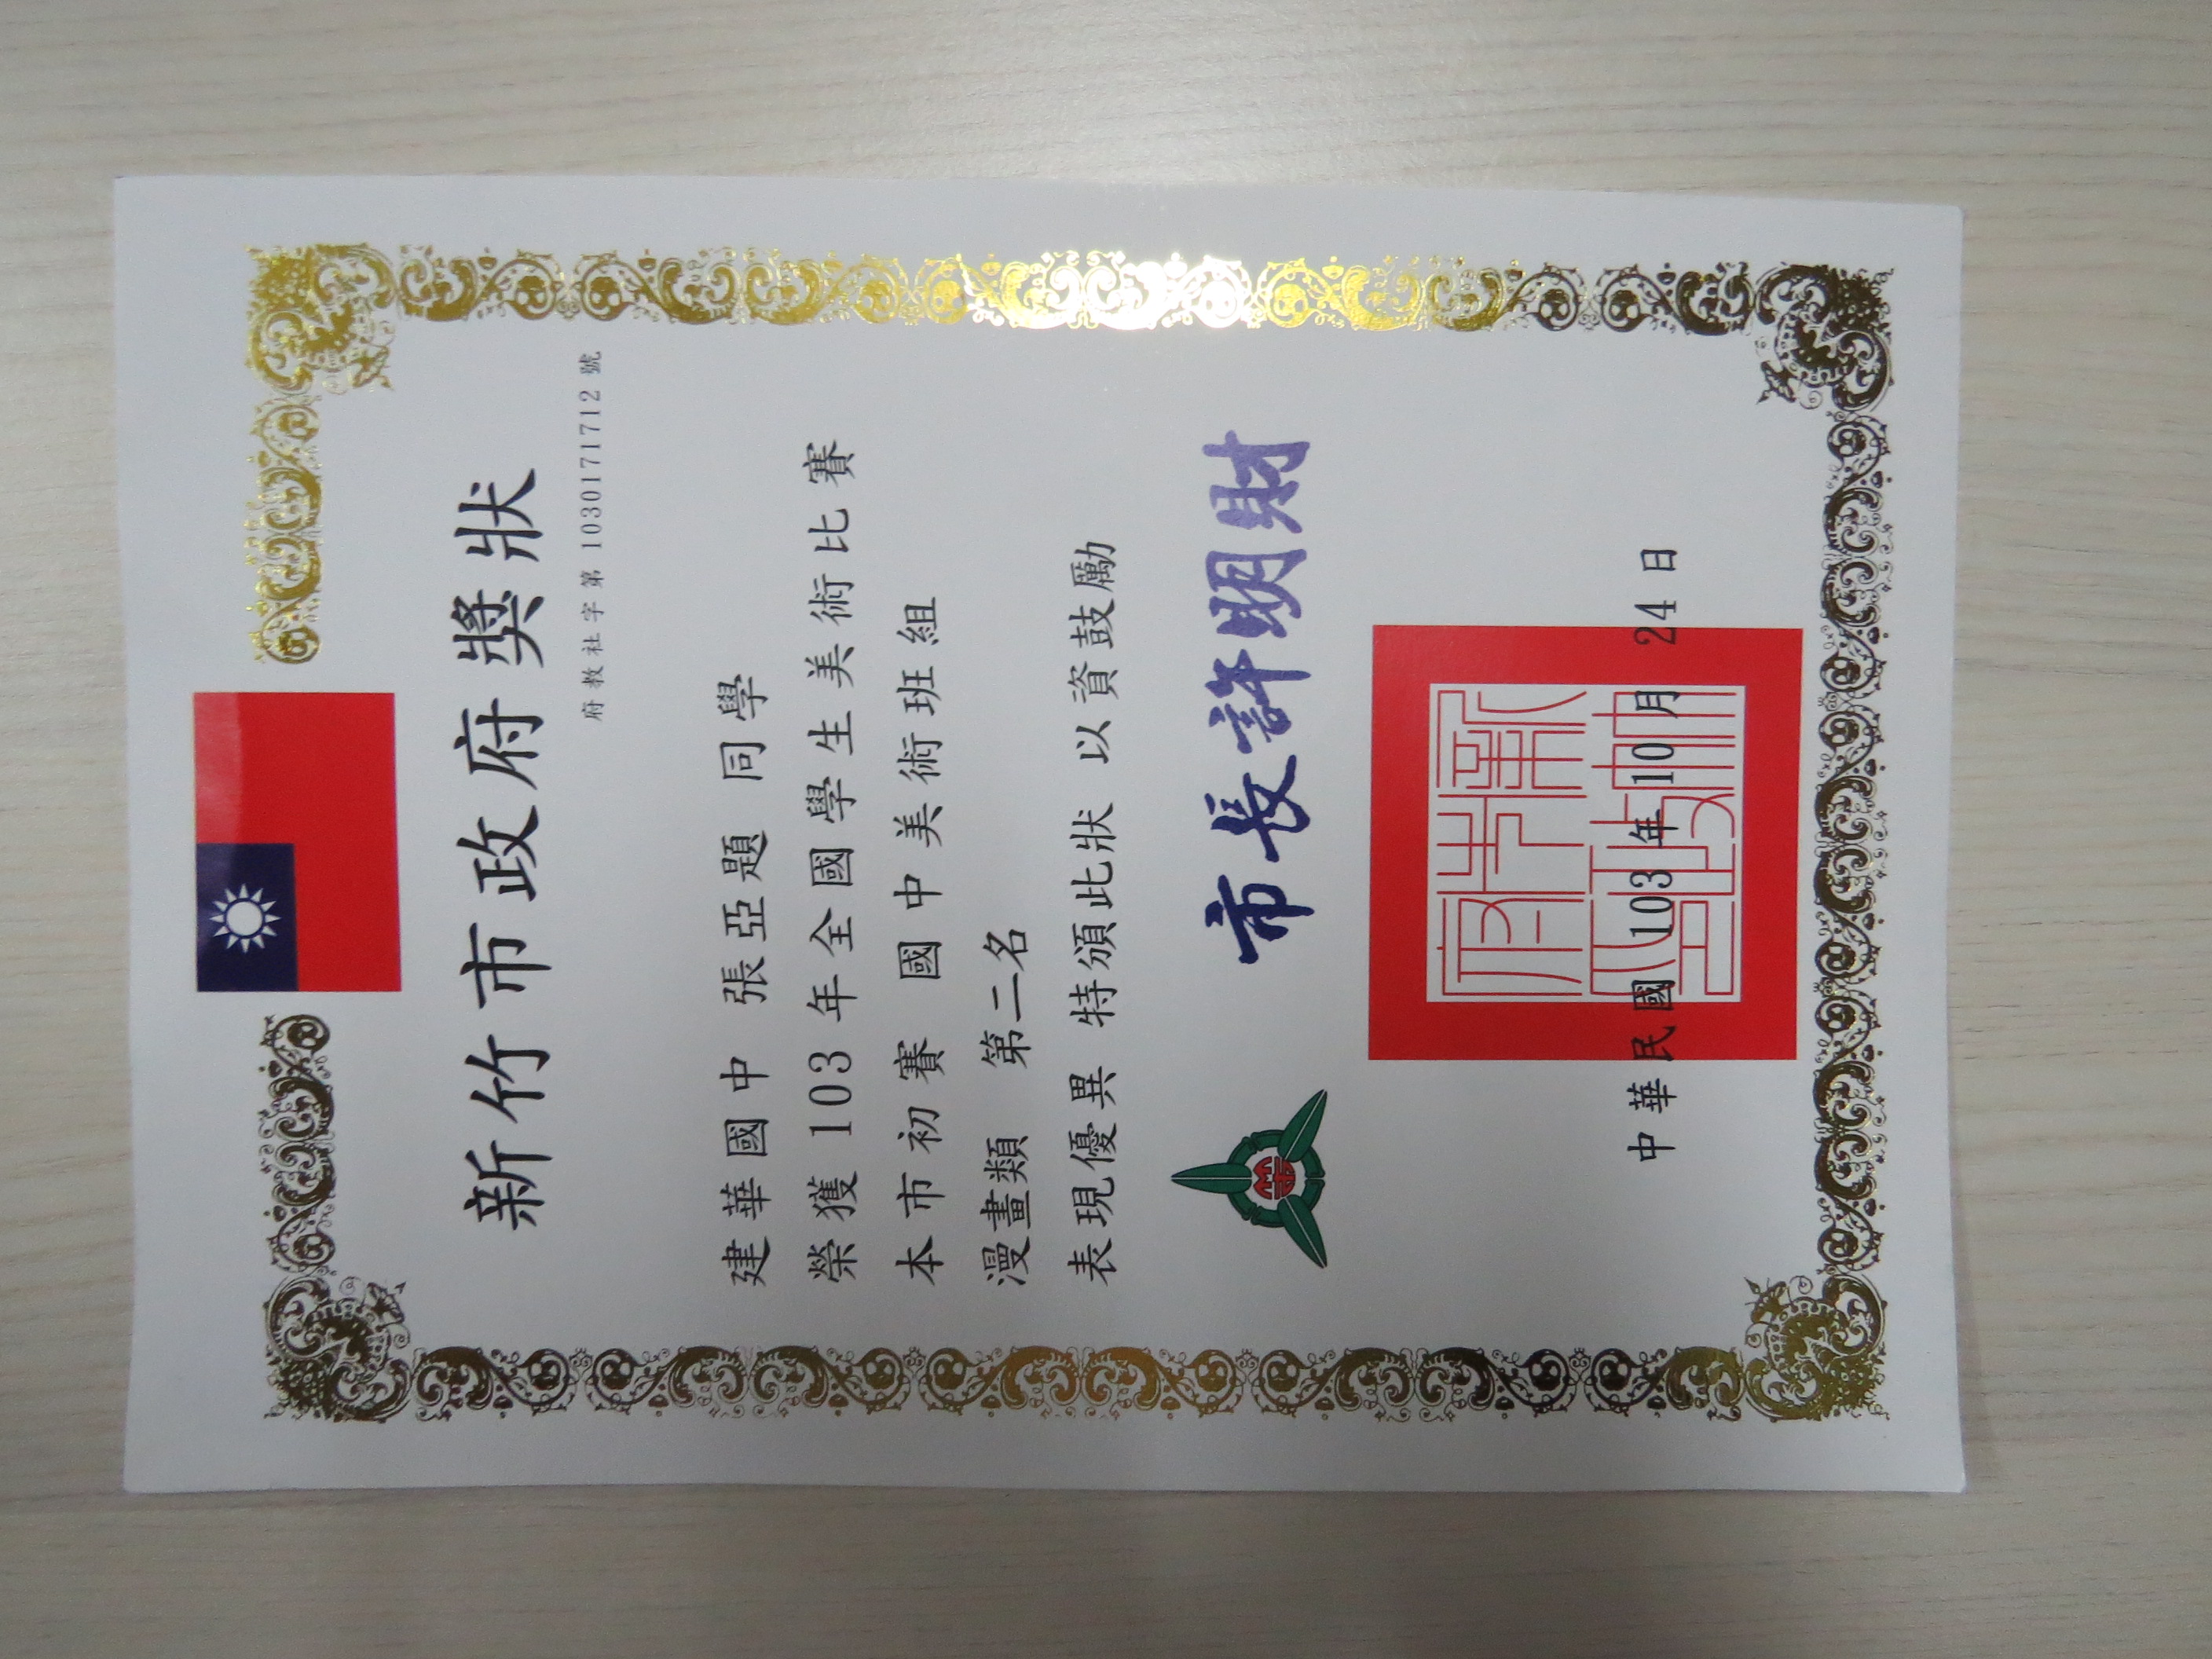 新竹市政府獎狀
府教社字第 1030171712 號
建華國中 張亞題 同學
榮獲 103 年全國學生美術比賽
本市初賽 國中美術班組
漫畫類 第二名
表現優異 特頒此狀 以資鼓勵
市長許明財
中華民國 103 年 10 月 24 日